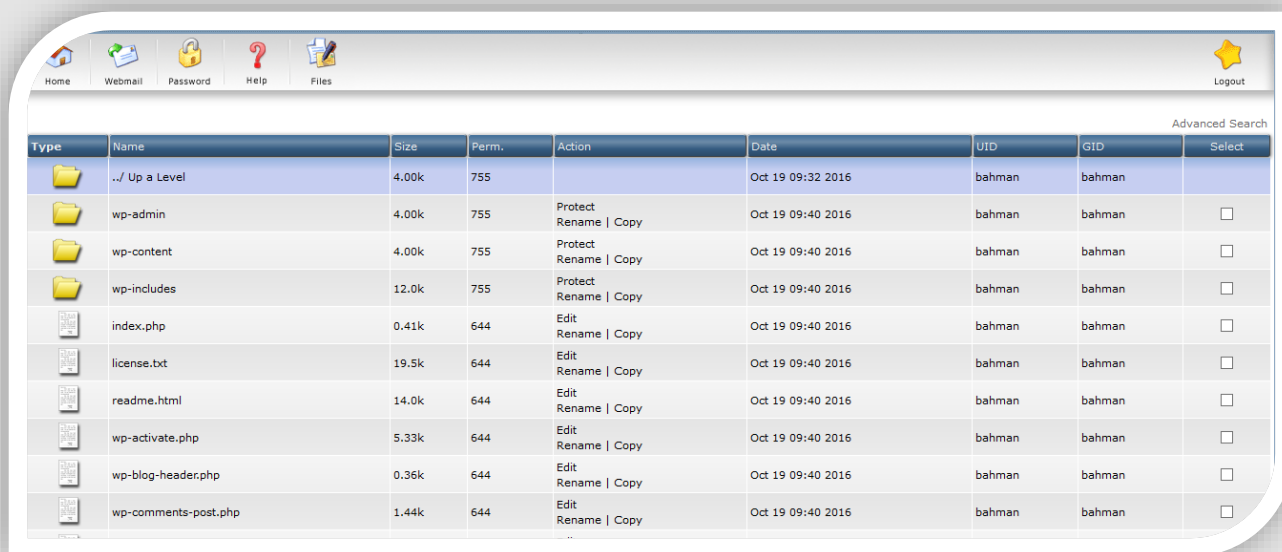 Home Webmail Password Help Files Logout
Advanced Search
Type Name Size Perm. Action Date UID GID Select
../ Up a Level 4.00k 755 Oct 19 09:32 2016 bahman bahman
wp-admin 4.00k 755 Protect Oct 19 09:40 2016 bahman bahman
Rename | Copy
wp-content 4.00k 755 Protect Oct 19 09:40 2016 bahman bahman
Rename | Copy
wp-includes 12.0k 755 Protect Oct 19 09:40 2016 bahman bahman
Rename | Copy
index.php 0.41k 644 Edit Oct 19 09:40 2016 bahman bahman
Rename | Copy
license.txt 19.5k 644 Edit Oct 19 09:40 2016 bahman bahman
Rename | Copy
readme.html 14.0k 644 Edit Oct 19 09:40 2016 bahman bahman
Rename | Copy
wp-activate.php 5.33k 644 Edit Oct 19 09:40 2016 bahman bahman
Rename | Copy
wp-blog-header.php 0.36k 644 Edit Oct 19 09:40 2016 bahman bahman
Rename | Copy
wp-comments-post.php 1.44k 644 Edit Oct 19 09:40 2016 bahman bahman
Rename | Copy